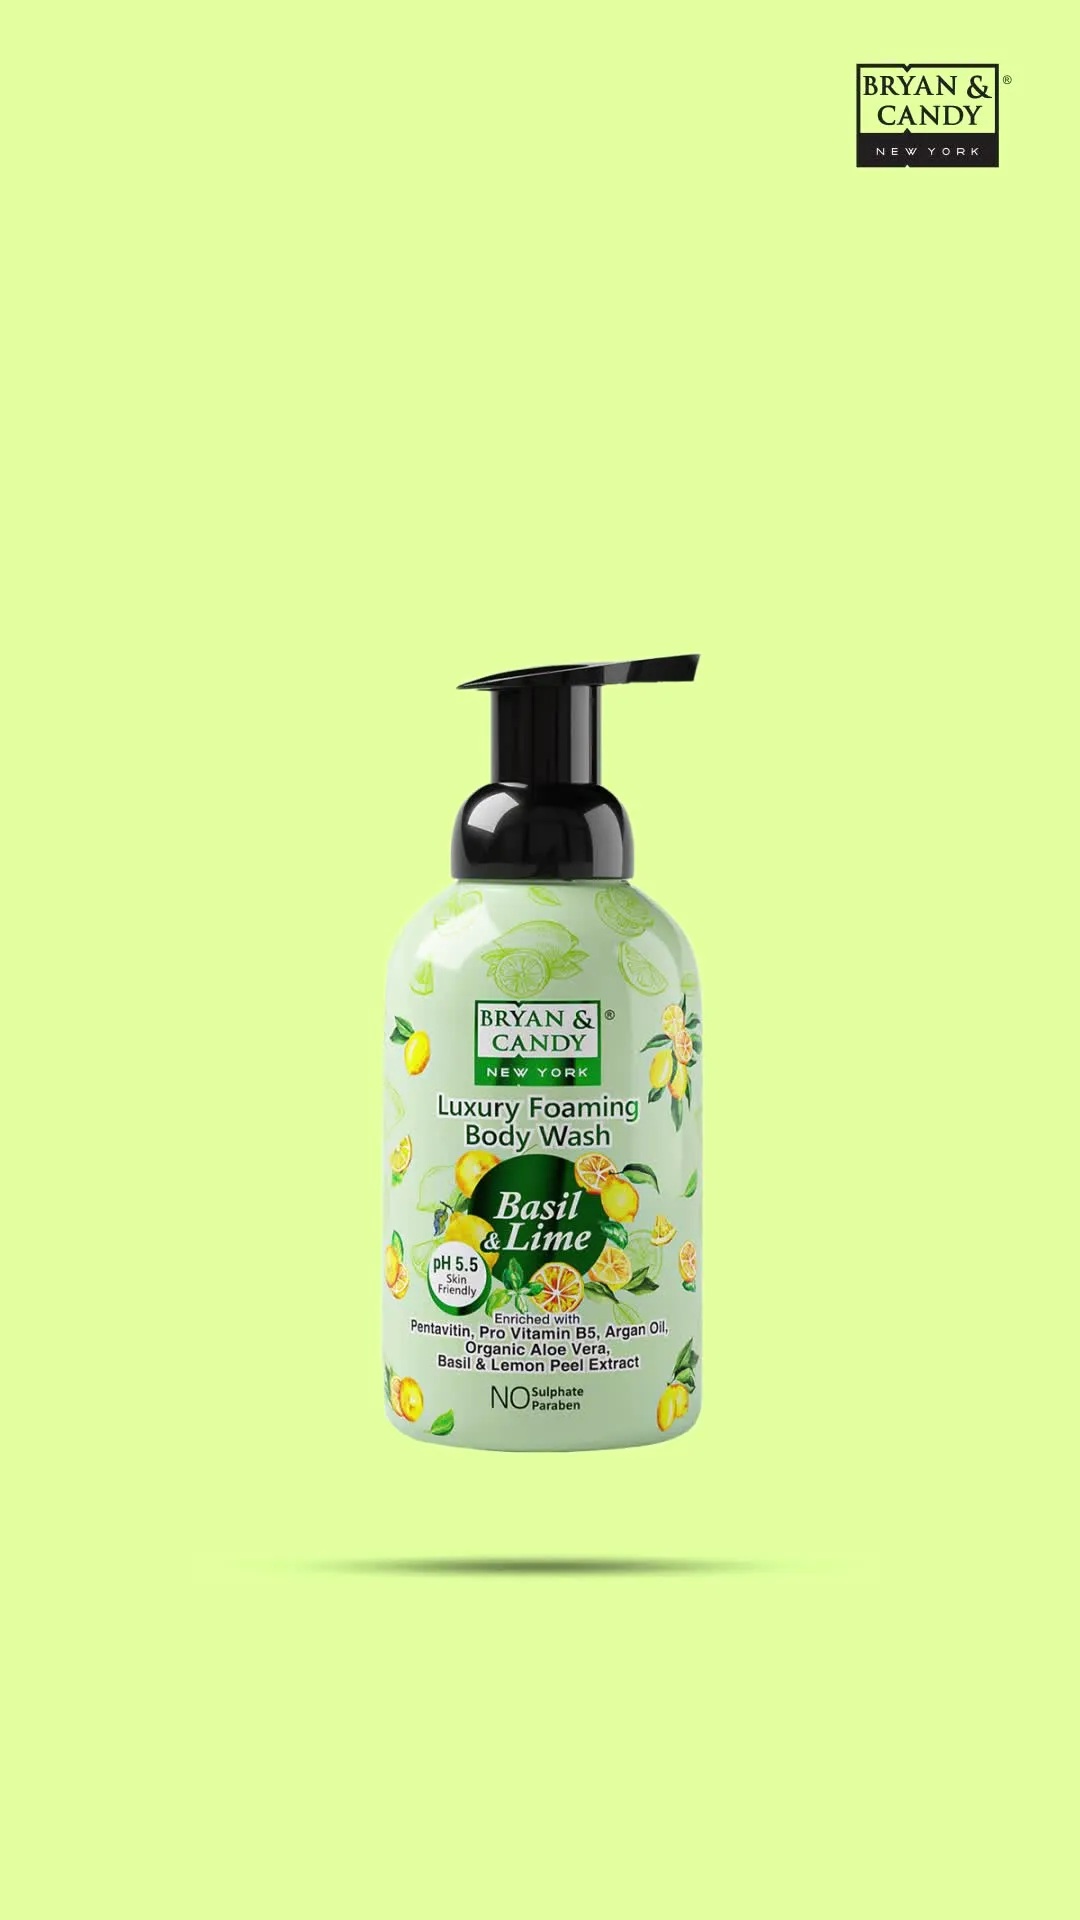 BRYAN &
CANDY
®
NEW YORK
BRYAN &
CANDY
®
NEW YORK
Luxury Foaming
Body Wash
Basil
& Lime
pH 5.5
Skin
Friendly
Enriched with
Pentavitin, Pro Vitamin B5, Argan Oil,
Organic Aloe Vera,
Basil & Lemon Peel Extract
NO Sulphate
Paraben